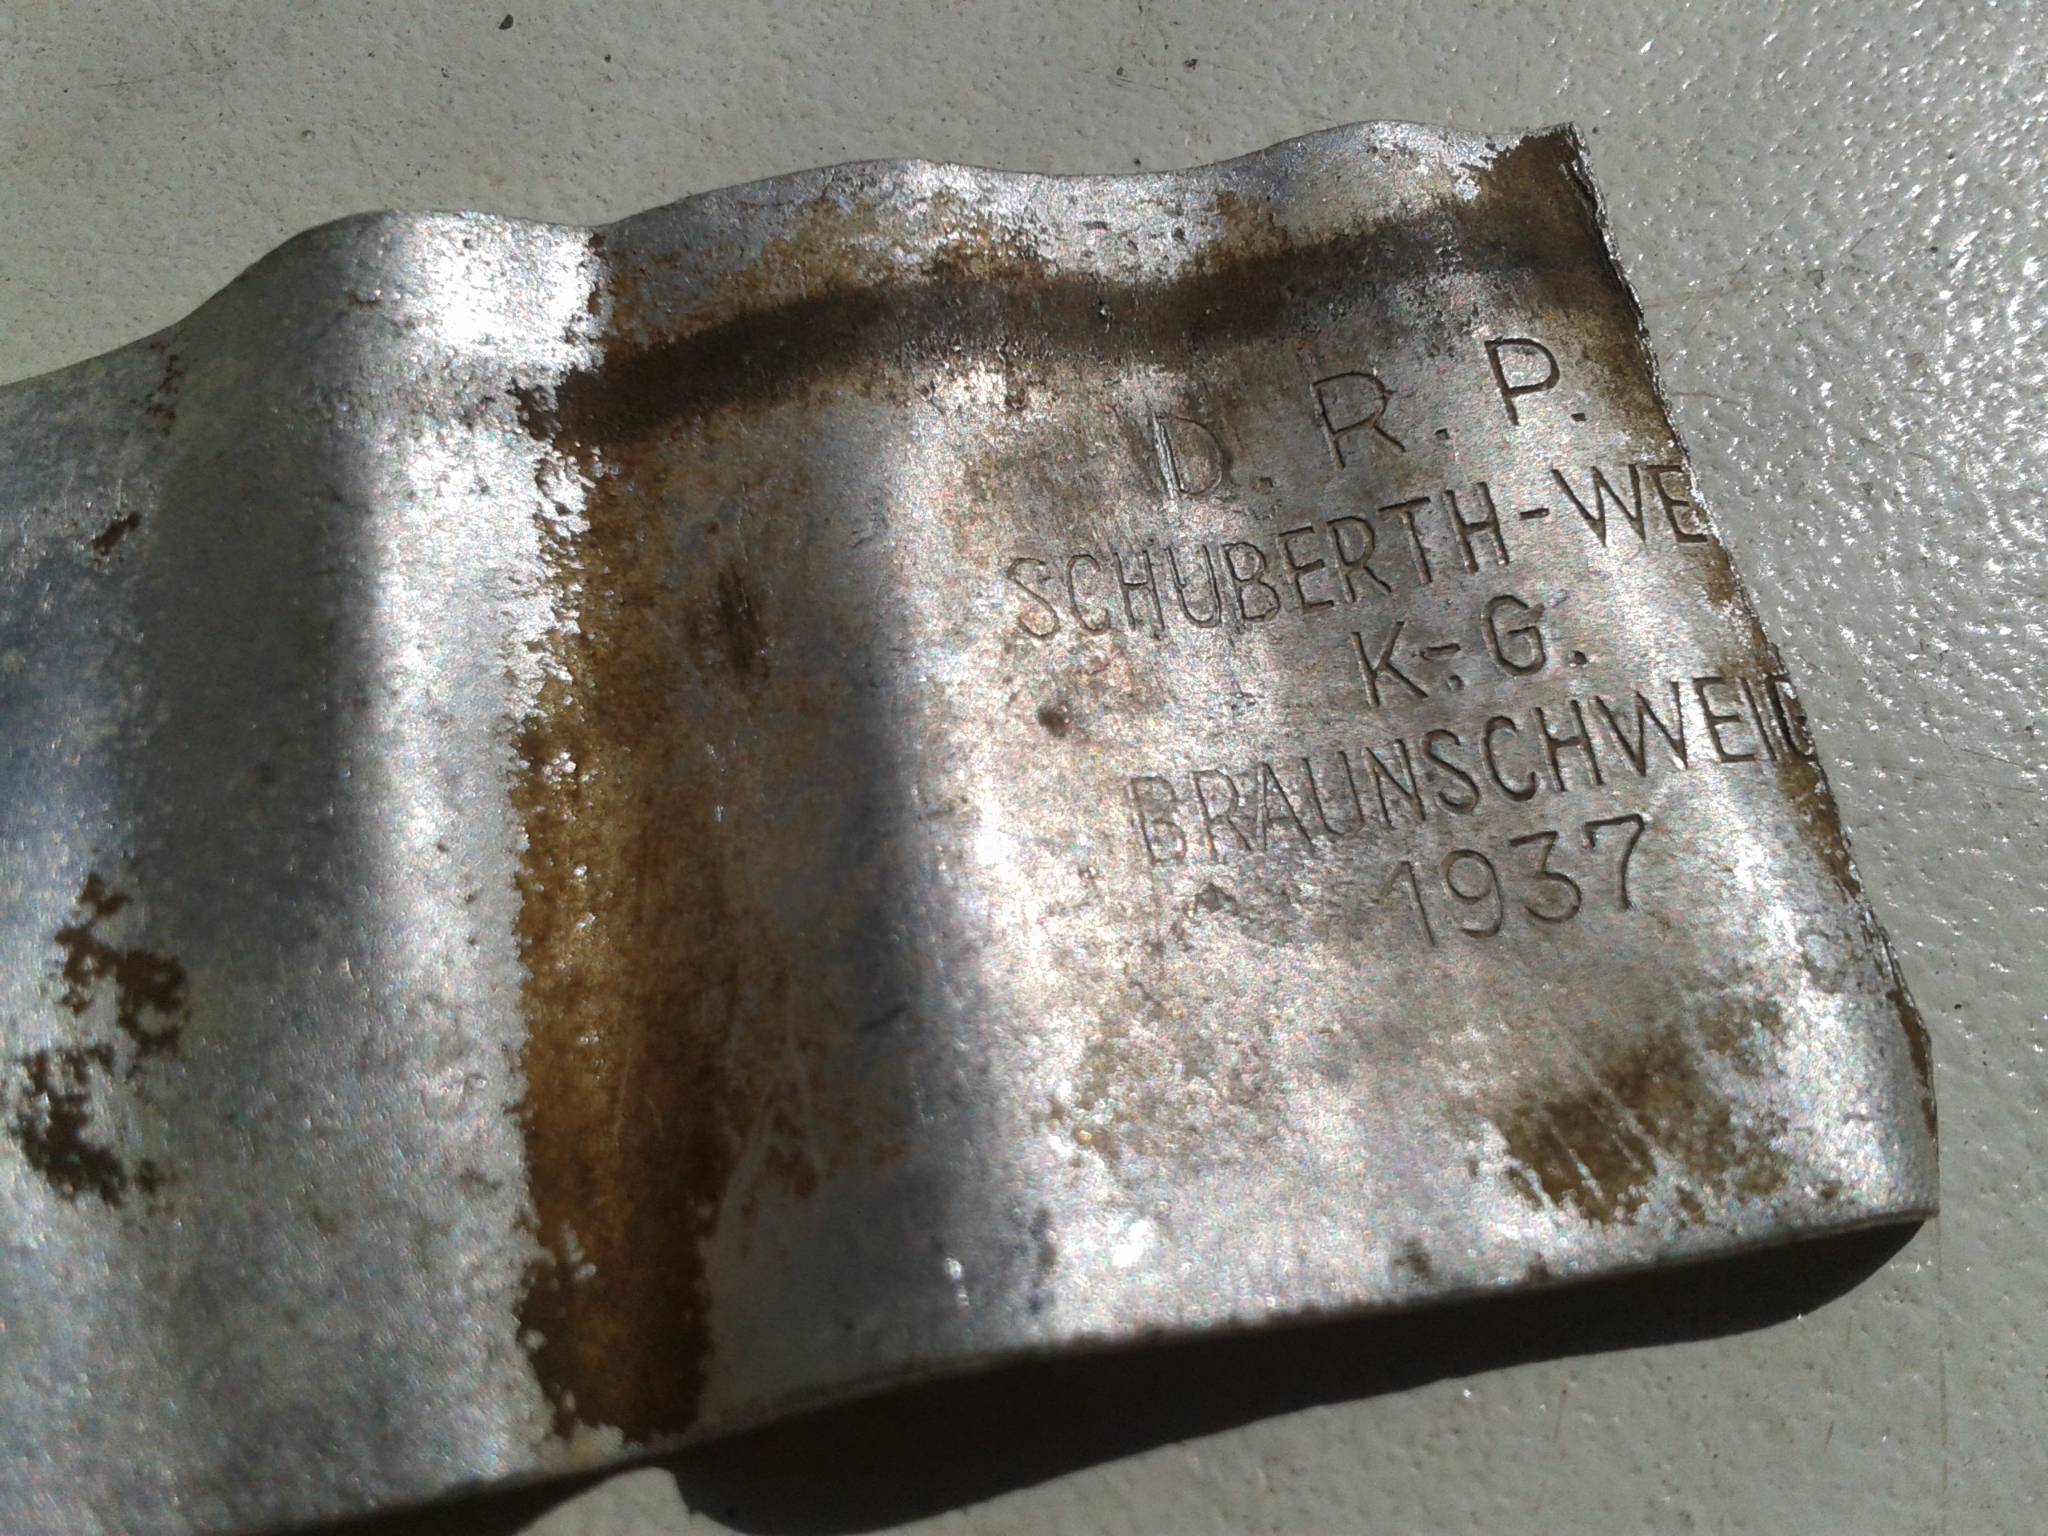 D. R. P.
SCHUBERTH-WE
K.-G.
BRAUNSCHWEIG
1937